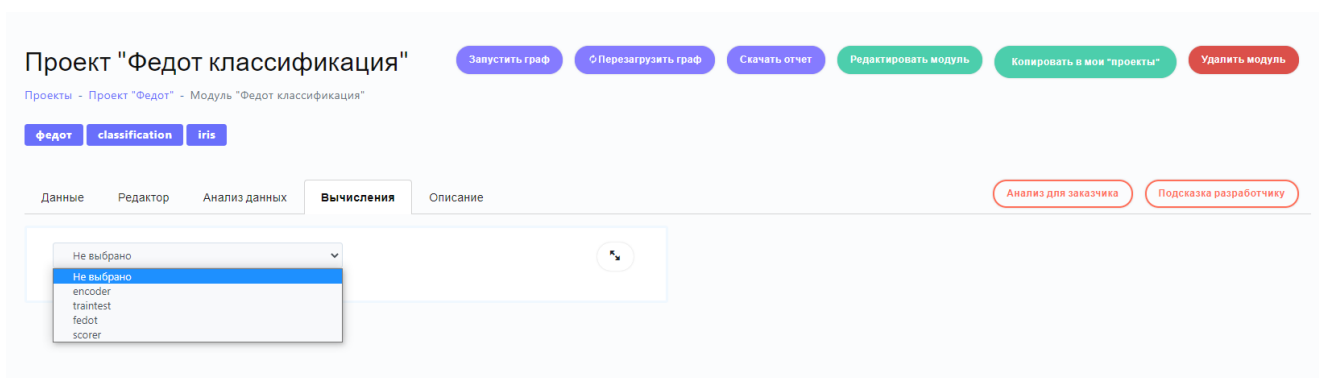 Проект "Федот классификация"
Запустить граф
Перезагрузить граф
Скачать отчет
Редактировать модуль
Копировать в мои "проекты"
Удалить модуль
Проекты - Проект "Федот" - Модуль "Федот классификация"
федот classification iris
Данные Редактор Анализ данных Вычисления Описание
Анализ для заказчика
Подсказка разработчику
Не выбрано
Не выбрано
encoder
traintest
fedot
scorer